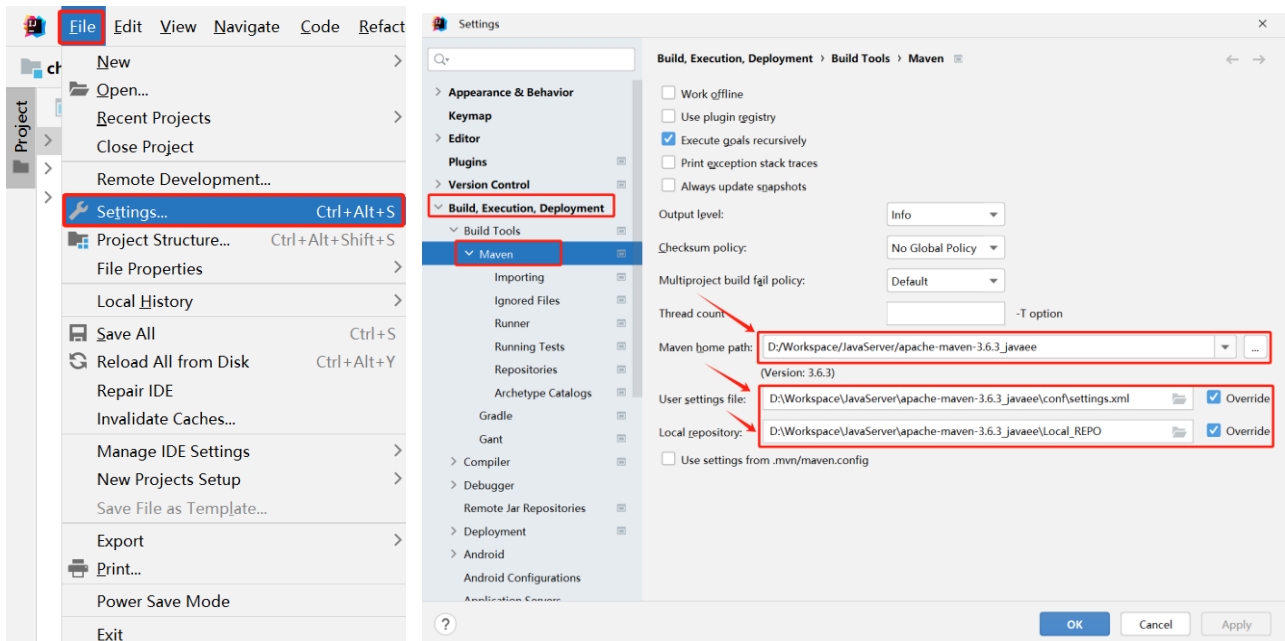 File Edit View Navigate Code Refact
ch
Project
New
Open...
Recent Projects
Close Project
Remote Development...
Settings... Ctrl+Alt+S
Project Structure... Ctrl+Alt+Shift+S
File Properties
Local History
Save All Ctrl+S
Reload All from Disk Ctrl+Alt+Y
Repair IDE
Invalidate Caches...
Manage IDE Settings
New Projects Setup
Save File as Template...
Export
Print...
Power Save Mode
Exit
Settings
Appearance & Behavior
Keymap
Editor
Plugins
Version Control
Build, Execution, Deployment
Build Tools
Maven
Importing
Ignored Files
Runner
Running Tests
Repositories
Archetype Catalogs
Gradle
Gant
Compiler
Debugger
Remote Jar Repositories
Deployment
Android
Android Configurations
Application Servers
?
Build, Execution, Deployment › Build Tools › Maven
Work offline
Use plugin registry
Execute goals recursively
Print exception stack traces
Always update snapshots
Output level: Info
Checksum policy: No Global Policy
Multiproject build fail policy: Default
Thread count -T option
Maven home path: D:/Workspace/JavaServer/apache-maven-3.6.3_javaee ...
(Version: 3.6.3)
User settings file: D:\Workspace\JavaServer\apache-maven-3.6.3_javaee\conf\settings.xml Override
Local repository: D:\Workspace\JavaServer\apache-maven-3.6.3_javaee\Local_REPO Override
Use settings from .mvn/maven.config
OK Cancel Apply